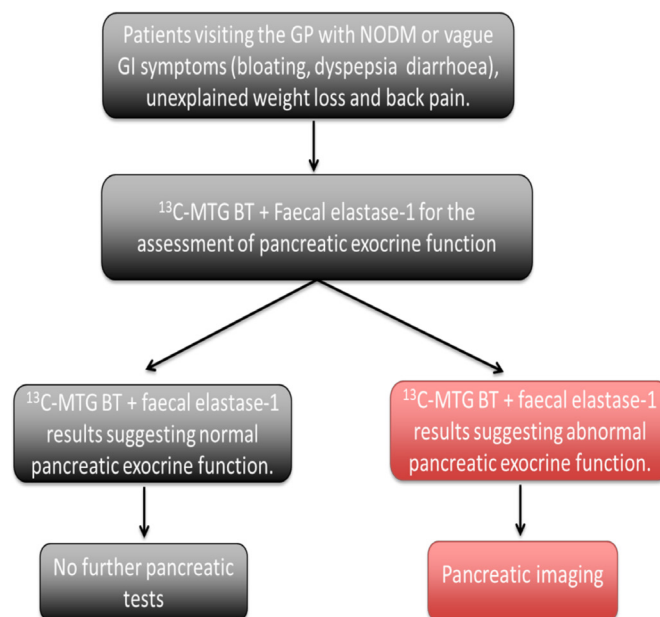 Patients visiting the GP with NODM or vague
GI symptoms (bloating, dyspepsia diarrhoea),
unexplained weight loss and back pain.
¹³C-MTG BT + Faecal elastase-1 for the
assessment of pancreatic exocrine function
¹³C-MTG BT + faecal elastase-1
results suggesting normal
pancreatic exocrine function.
¹³C-MTG BT + faecal elastase-1
results suggesting abnormal
pancreatic exocrine function.
No further pancreatic
tests
Pancreatic imaging